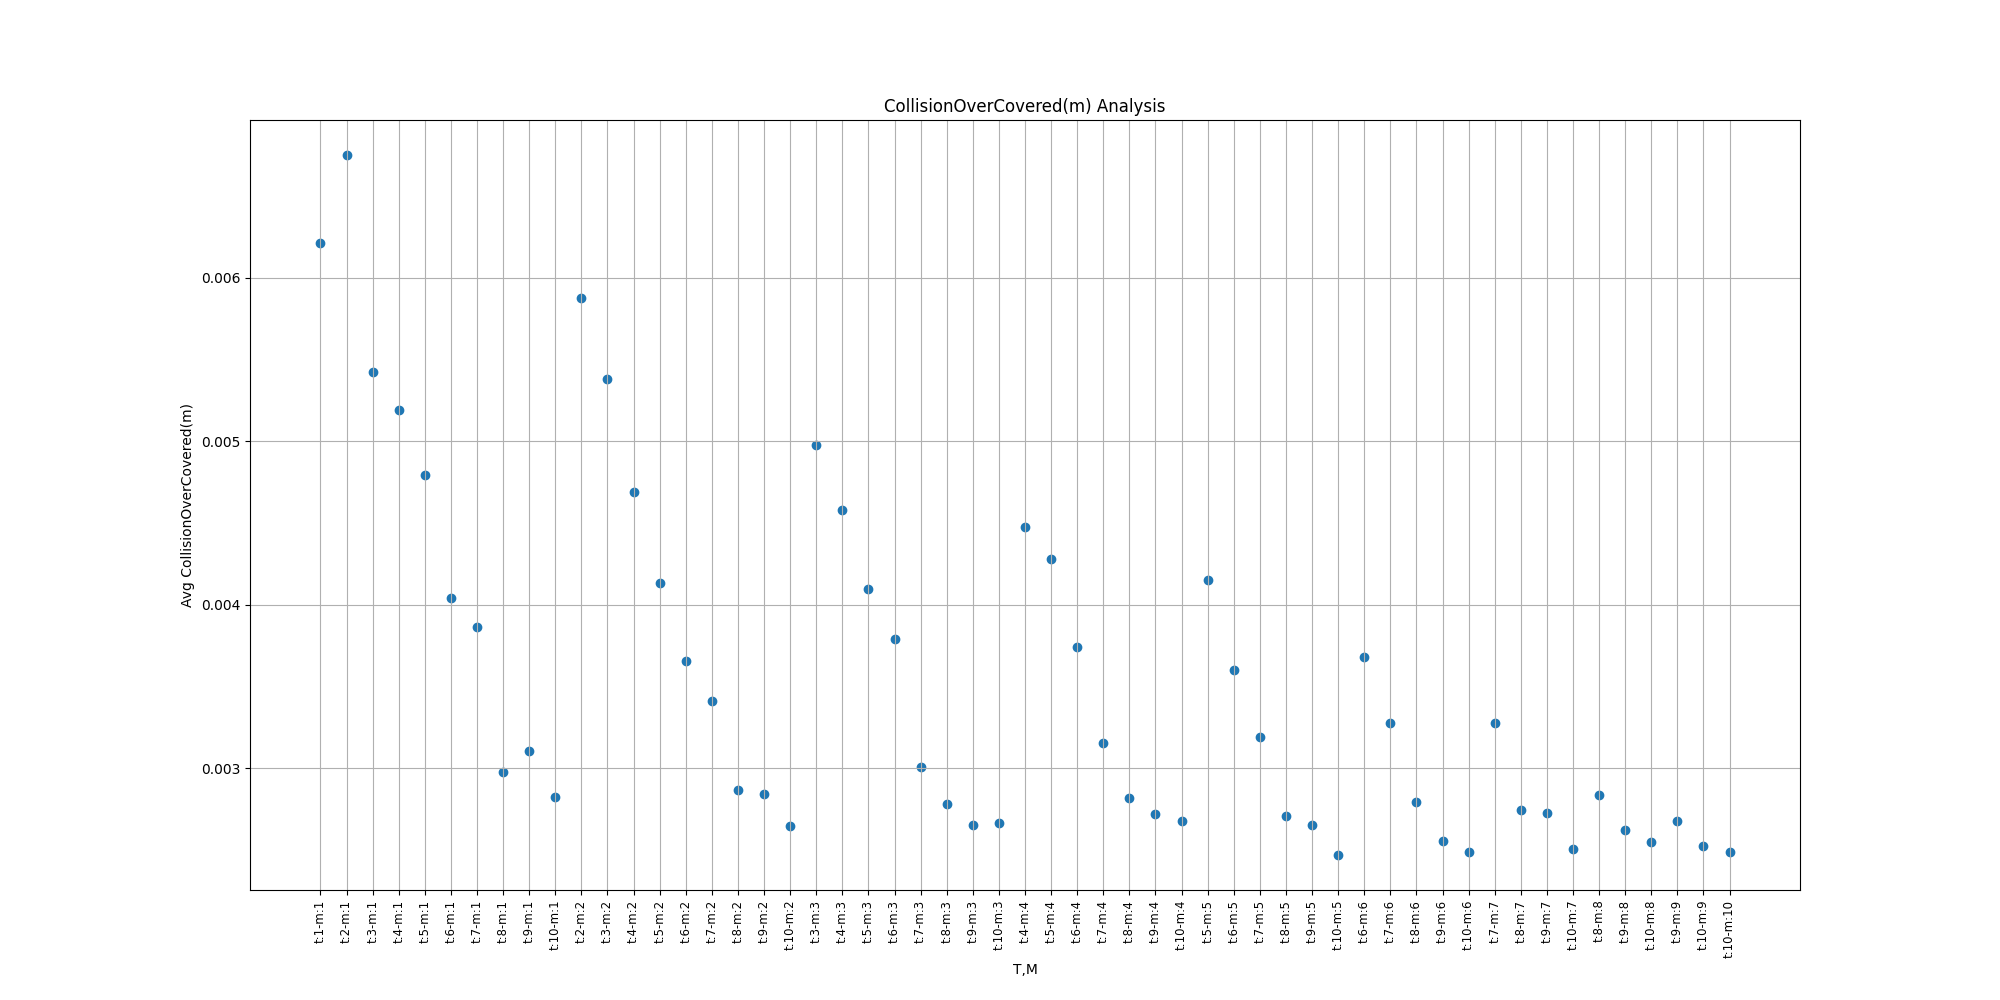 CollisionOverCovered(m) Analysis
Avg CollisionOverCovered(m)
0.006
0.005
0.004
0.003
t:1-m:1
t:2-m:1
t:3-m:1
t:4-m:1
t:5-m:1
t:6-m:1
t:7-m:1
t:8-m:1
t:9-m:1
t:10-m:1
t:2-m:2
t:3-m:2
t:4-m:2
t:5-m:2
t:6-m:2
t:7-m:2
t:8-m:2
t:9-m:2
t:10-m:2
t:3-m:3
t:4-m:3
t:5-m:3
t:6-m:3
t:7-m:3
t:8-m:3
t:9-m:3
t:10-m:3
t:4-m:4
t:5-m:4
t:6-m:4
t:7-m:4
t:8-m:4
t:9-m:4
t:10-m:4
t:5-m:5
t:6-m:5
t:7-m:5
t:8-m:5
t:9-m:5
t:10-m:5
t:6-m:6
t:7-m:6
t:8-m:6
t:9-m:6
t:10-m:6
t:7-m:7
t:8-m:7
t:9-m:7
t:10-m:7
t:8-m:8
t:9-m:8
t:10-m:8
t:9-m:9
t:10-m:9
t:10-m:10
T,M